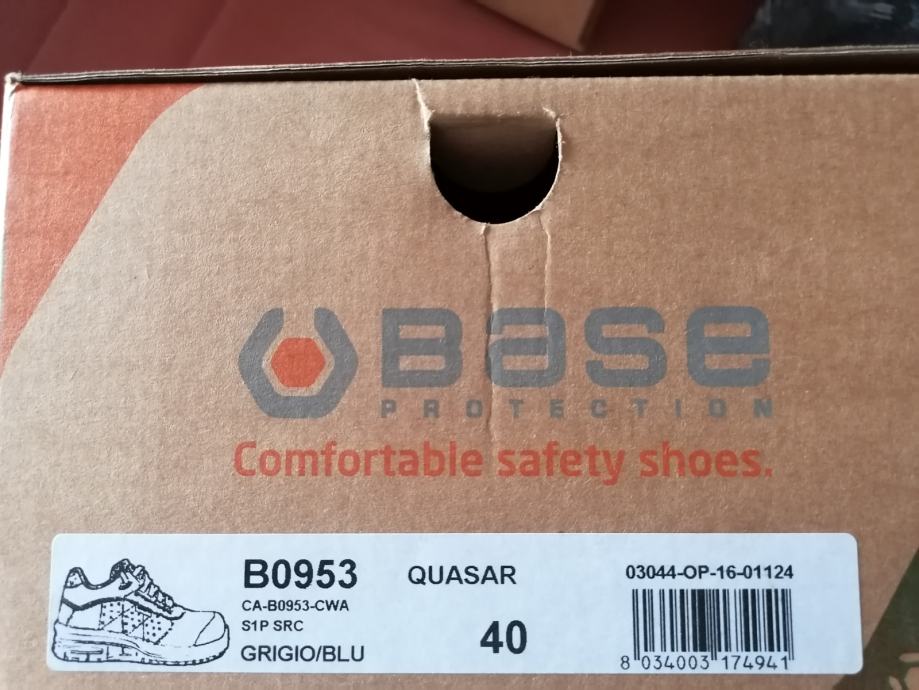 Base
PROTECTION
Comfortable safety shoes.
B0953 QUASAR 03044-OP-16-01124
CA-B0953-CWA
S1P SRC
GRIGIO/BLU 40
8 034003 174941